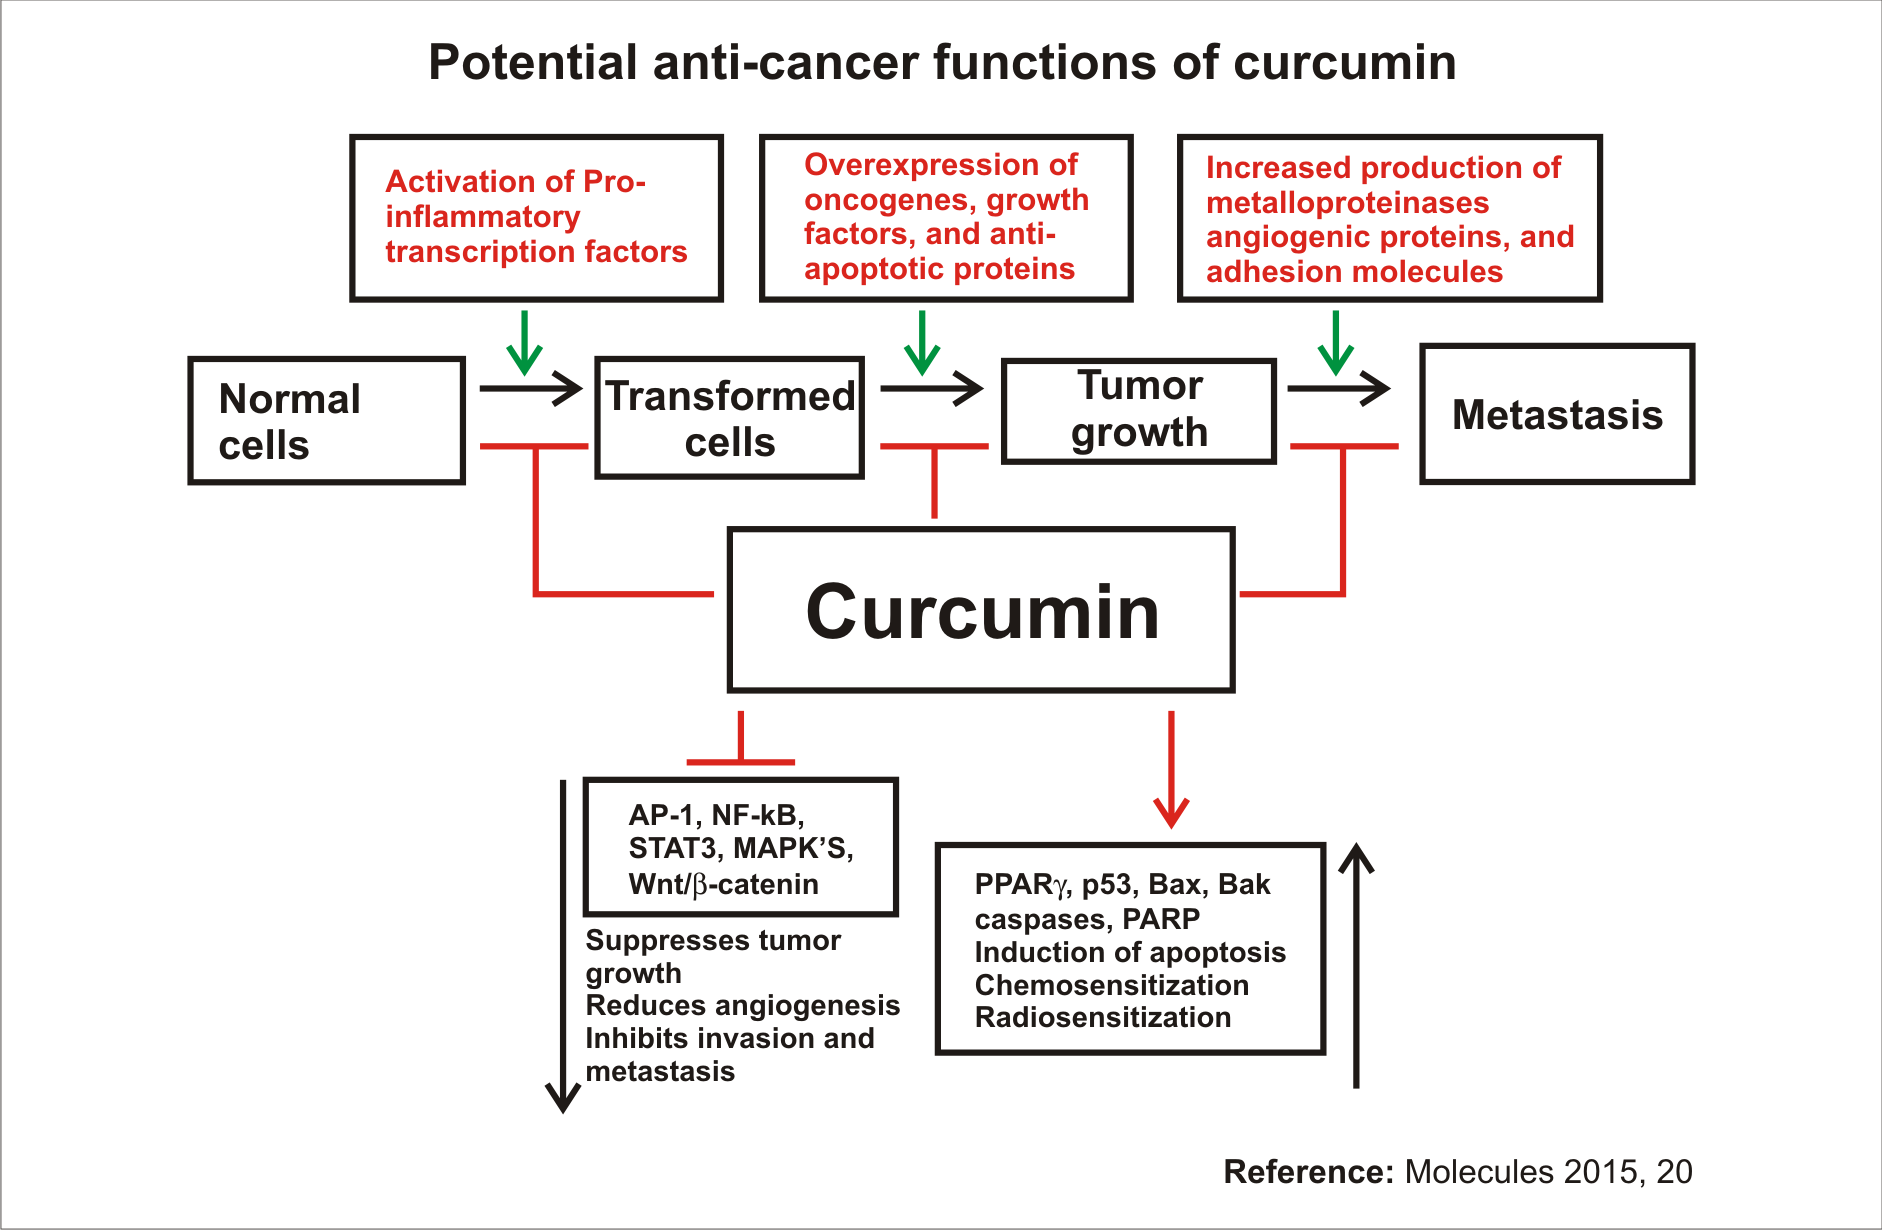 Potential anti-cancer functions of curcumin
Activation of Pro-
inflammatory
transcription factors
Overexpression of
oncogenes, growth
factors, and anti-
apoptotic proteins
Increased production of
metalloproteinases
angiogenic proteins, and
adhesion molecules
Normal
cells
Transformed
cells
Tumor
growth
Metastasis
Curcumin
AP-1, NF-kB,
STAT3, MAPK’S,
Wnt/β-catenin
Suppresses tumor
growth
Reduces angiogenesis
Inhibits invasion and
metastasis
PPARγ, p53, Bax, Bak
caspases, PARP
Induction of apoptosis
Chemosensitization
Radiosensitization
Reference: Molecules 2015, 20